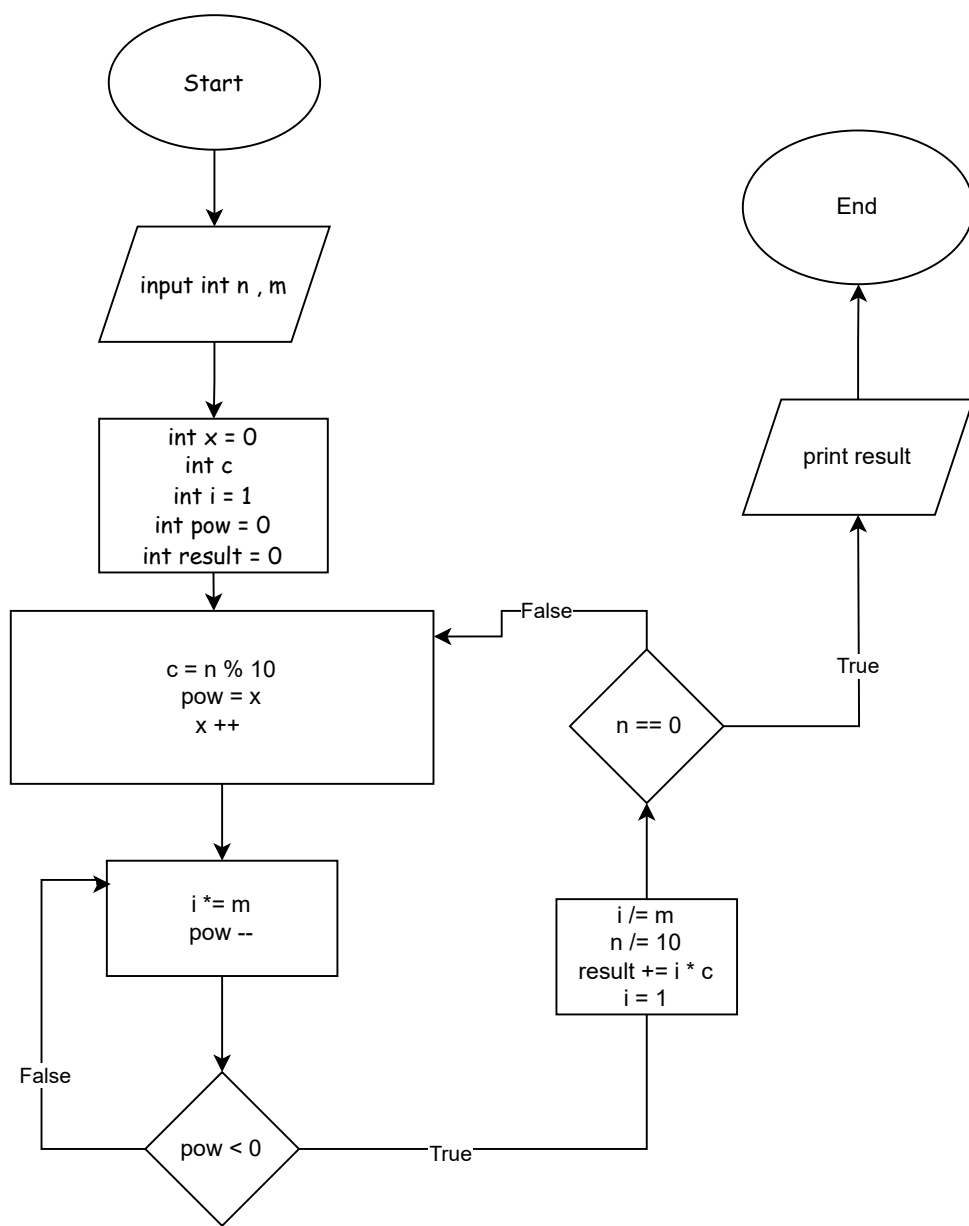 Start
input int n , m
int x = 0
int c
int i = 1
int pow = 0
int result = 0
c = n % 10
pow = x
x ++
i *= m
pow --
False
pow < 0
True
i /= m
n /= 10
result += i * c
i = 1
n == 0
False
True
print result
End